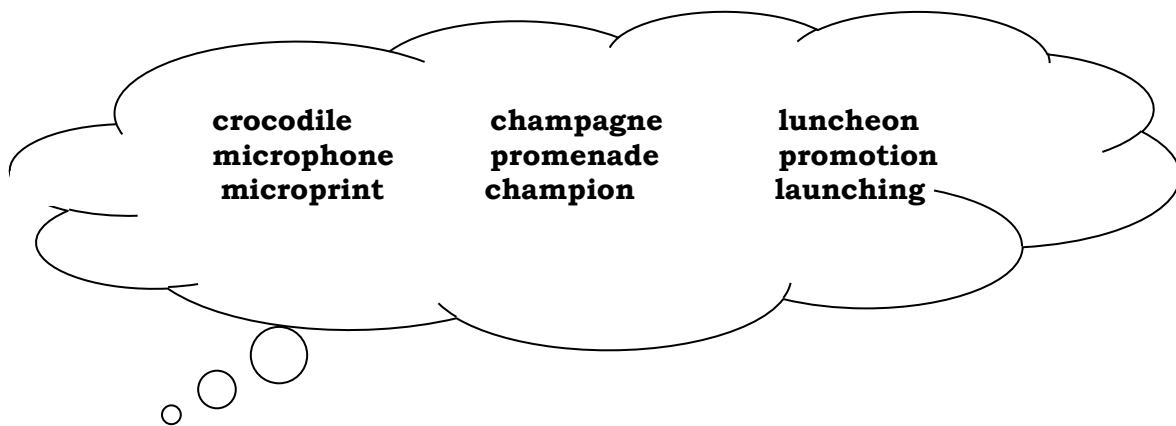 crocodile champagne luncheon
microphone promenade promotion
microprint champion launching